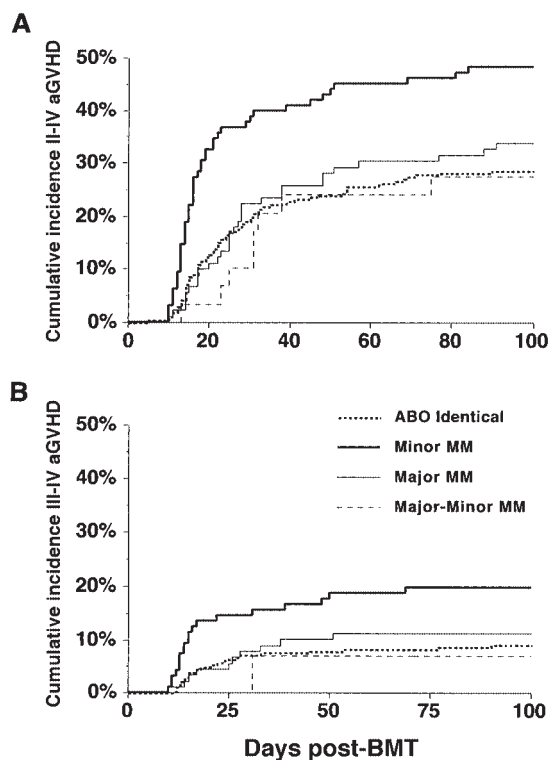 A
Cumulative incidence II-IV aGVHD
50%
40%
30%
20%
10%
0%
0
20
40
60
80
100
B
Cumulative incidence III-IV aGVHD
50%
40%
30%
20%
10%
0%
ABO Identical
Minor MM
Major MM
Major-Minor MM
0
25
50
75
100
Days post-BMT